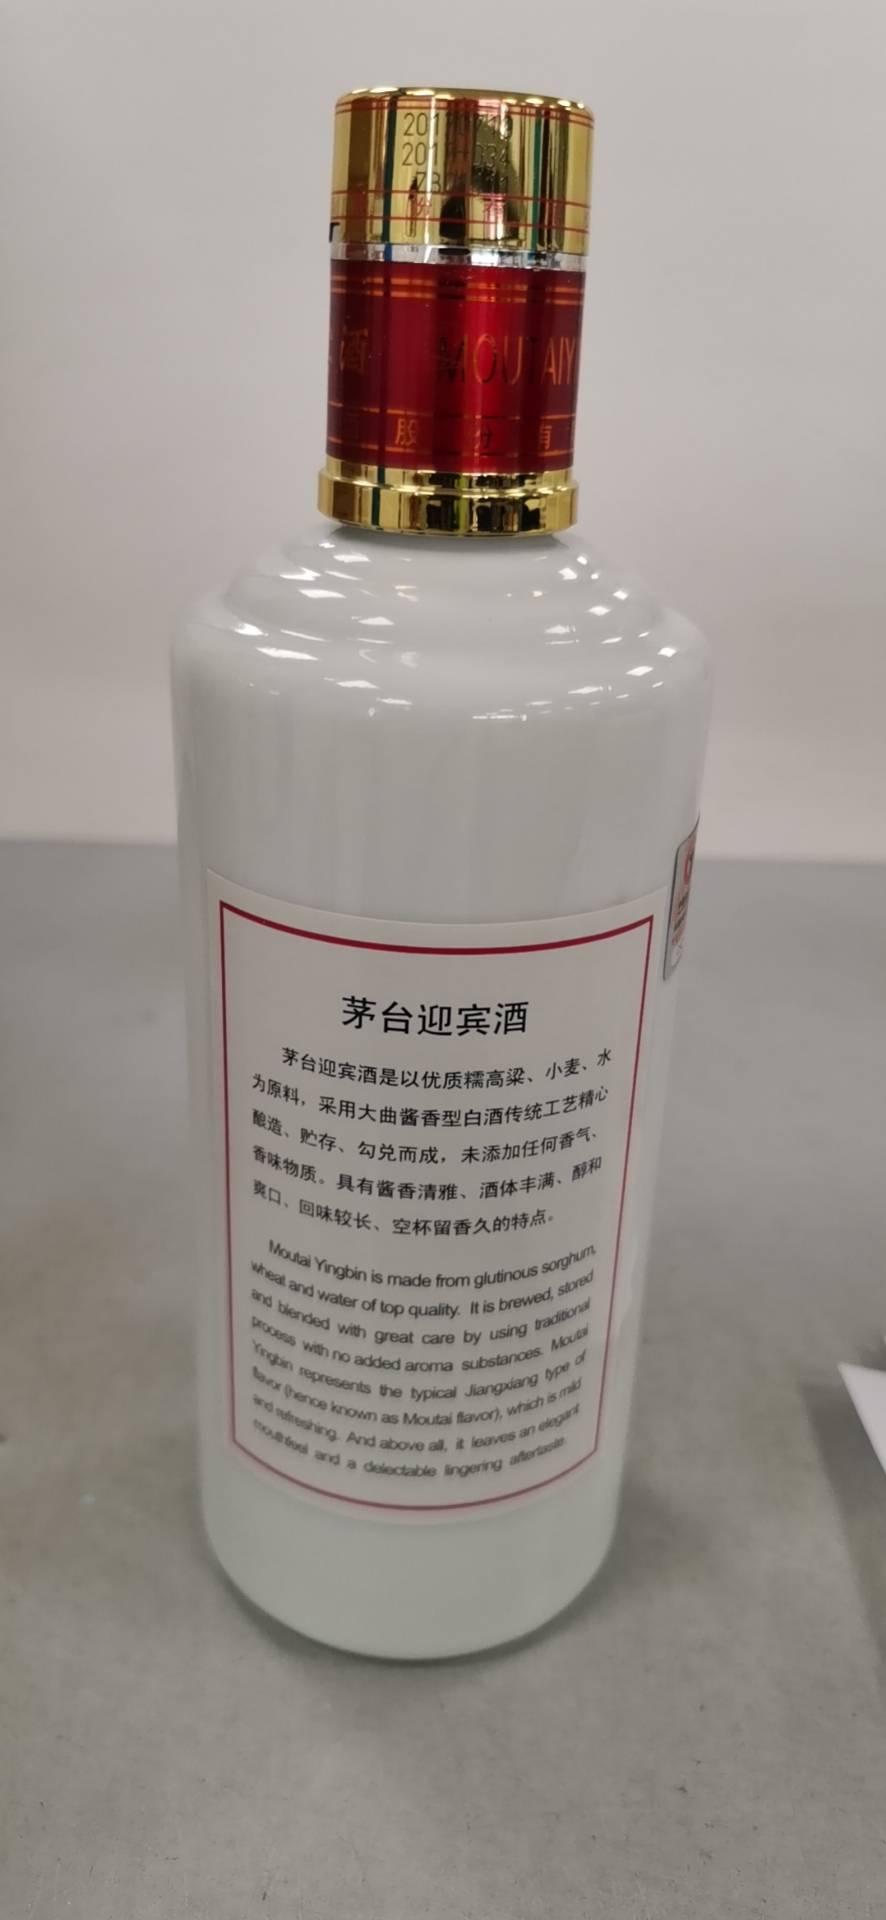 酒 MOUTAIY
股 份 有
茅台迎宾酒
茅台迎宾酒是以优质糯高粱、小麦、水
为原料，采用大曲酱香型白酒传统工艺精心
酿造、贮存、勾兑而成，未添加任何香气、
香味物质。具有酱香清雅、酒体丰满、醇和
爽口、回味较长、空杯留香久的特点。
Moutai Yingbin is made from glutinous sorghum,
wheat and water of top quality. It is brewed, stored
and blended with great care by using traditional
process with no added aroma substances. Moutai
Yingbin represents the typical Jiangxiang type of
flavor (hence known as Moutai flavor), which is mild
and refreshing. And above all, it leaves an elegant
mouthfeel and a delectable lingering aftertaste.